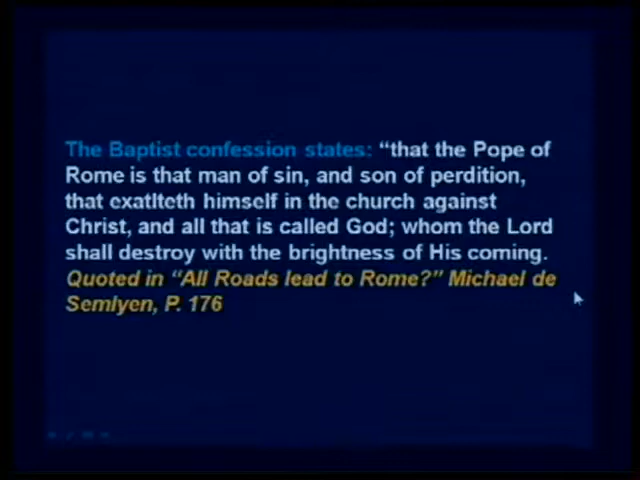 The Baptist confession states: “that the Pope of
Rome is that man of sin, and son of perdition,
that exatlteth himself in the church against
Christ, and all that is called God; whom the Lord
shall destroy with the brightness of His coming.
Quoted in “All Roads lead to Rome?” Michael de
Semlyen, P. 176